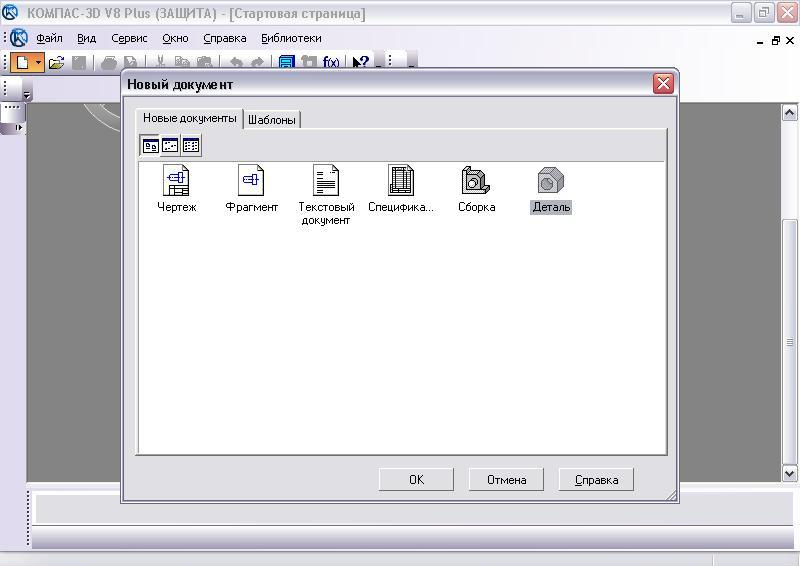 КОМПАС-3D V8 Plus (ЗАЩИТА) - [Стартовая страница]
Файл Вид Сервис Окно Справка Библиотеки
f(x)
Новый документ
Новые документы Шаблоны
Чертеж Фрагмент Текстовый документ Специфика... Сборка Деталь
OK Отмена Справка